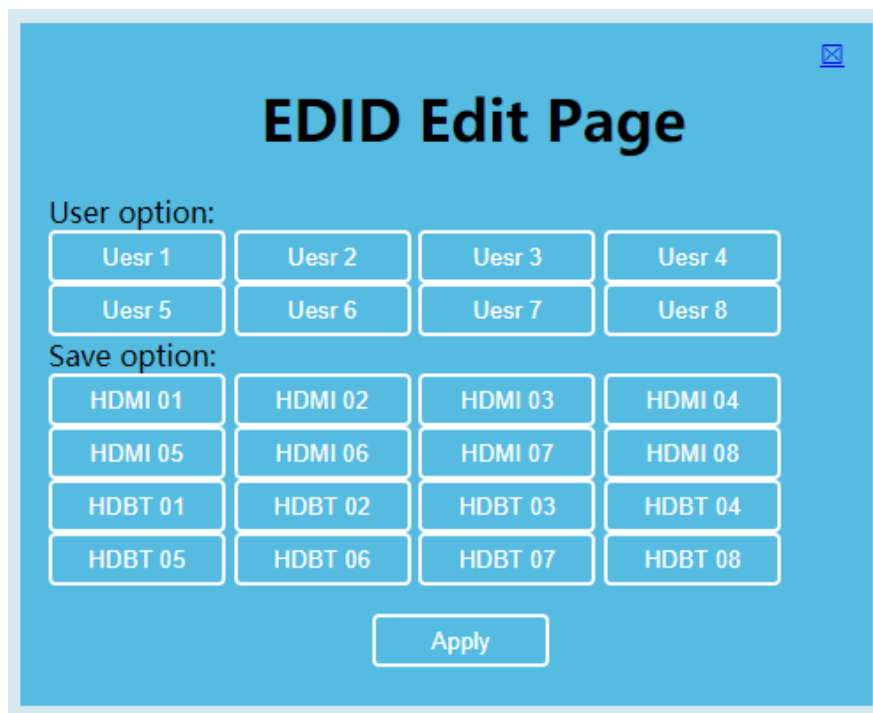 EDID Edit Page
User option:
Uesr 1 Uesr 2 Uesr 3 Uesr 4
Uesr 5 Uesr 6 Uesr 7 Uesr 8
Save option:
HDMI 01 HDMI 02 HDMI 03 HDMI 04
HDMI 05 HDMI 06 HDMI 07 HDMI 08
HDBT 01 HDBT 02 HDBT 03 HDBT 04
HDBT 05 HDBT 06 HDBT 07 HDBT 08
Apply